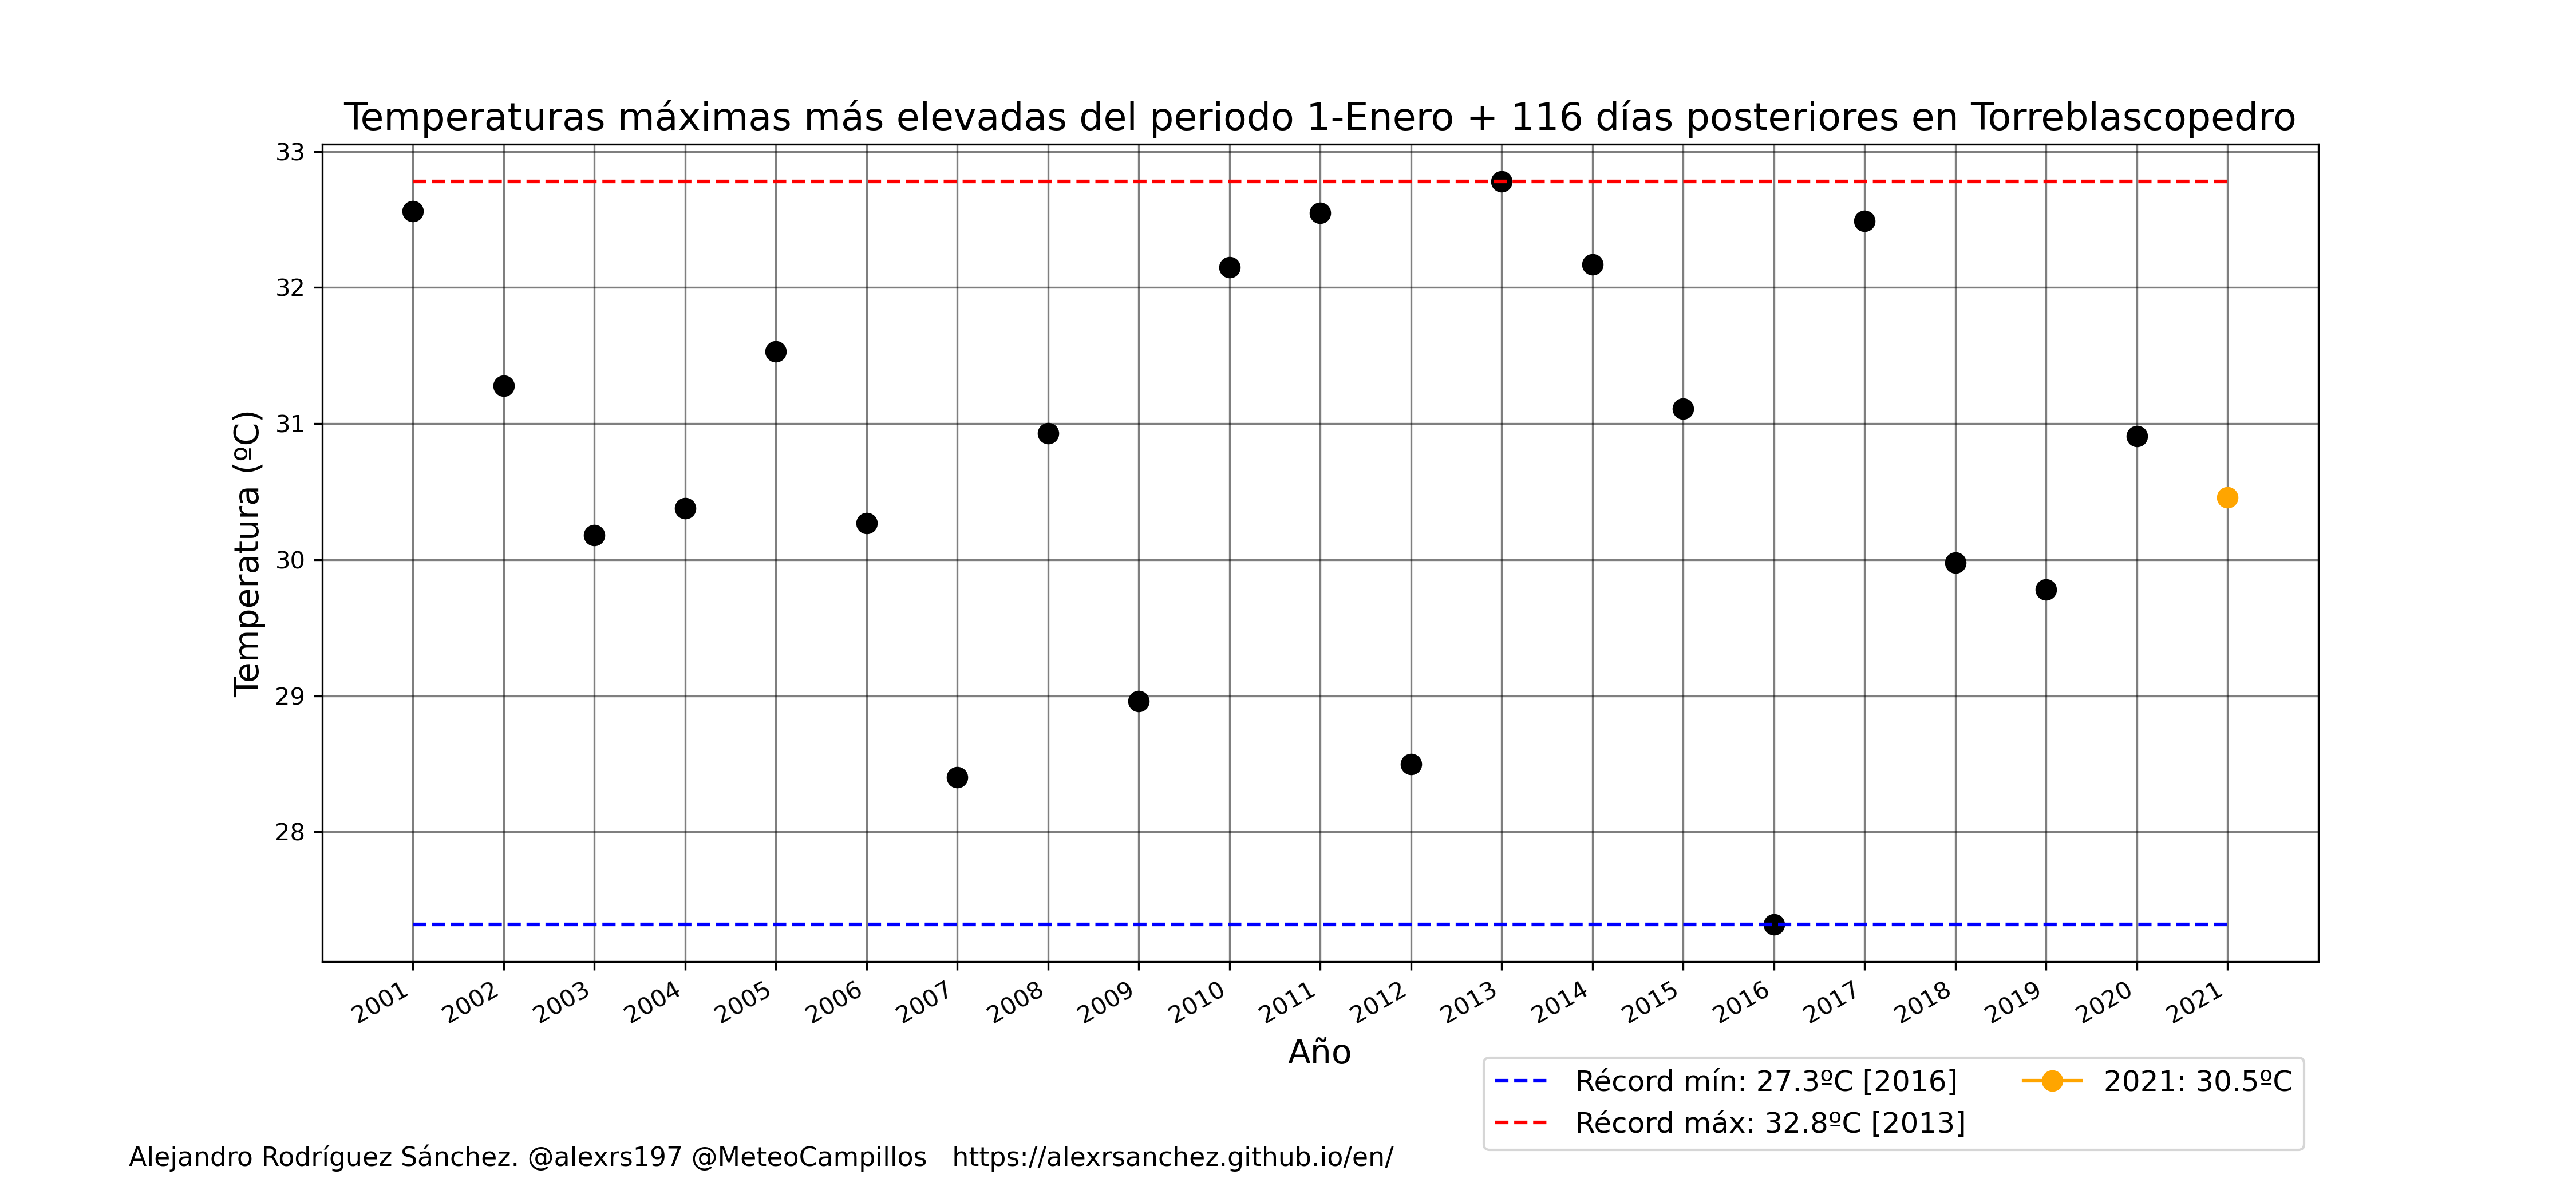 Temperaturas máximas más elevadas del periodo 1-Enero + 116 días posteriores en Torreblascopedro
Temperatura (ºC)
33
32
31
30
29
28
2001 2002 2003 2004 2005 2006 2007 2008 2009 2010 2011 2012 2013 2014 2015 2016 2017 2018 2019 2020 2021
Año
Récord mín: 27.3ºC [2016]
Récord máx: 32.8ºC [2013]
2021: 30.5ºC
Alejandro Rodríguez Sánchez. @alexrs197 @MeteoCampillos https://alexrsanchez.github.io/en/